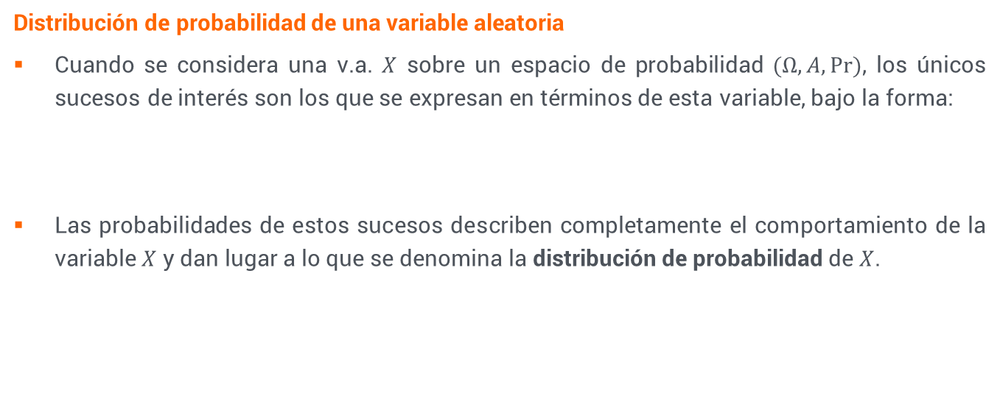 Distribución de probabilidad de una variable aleatoria
▪ Cuando se considera una v.a. X sobre un espacio de probabilidad (Ω, A, Pr), los únicos
sucesos de interés son los que se expresan en términos de esta variable, bajo la forma:
▪ Las probabilidades de estos sucesos describen completamente el comportamiento de la
variable X y dan lugar a lo que se denomina la distribución de probabilidad de X.